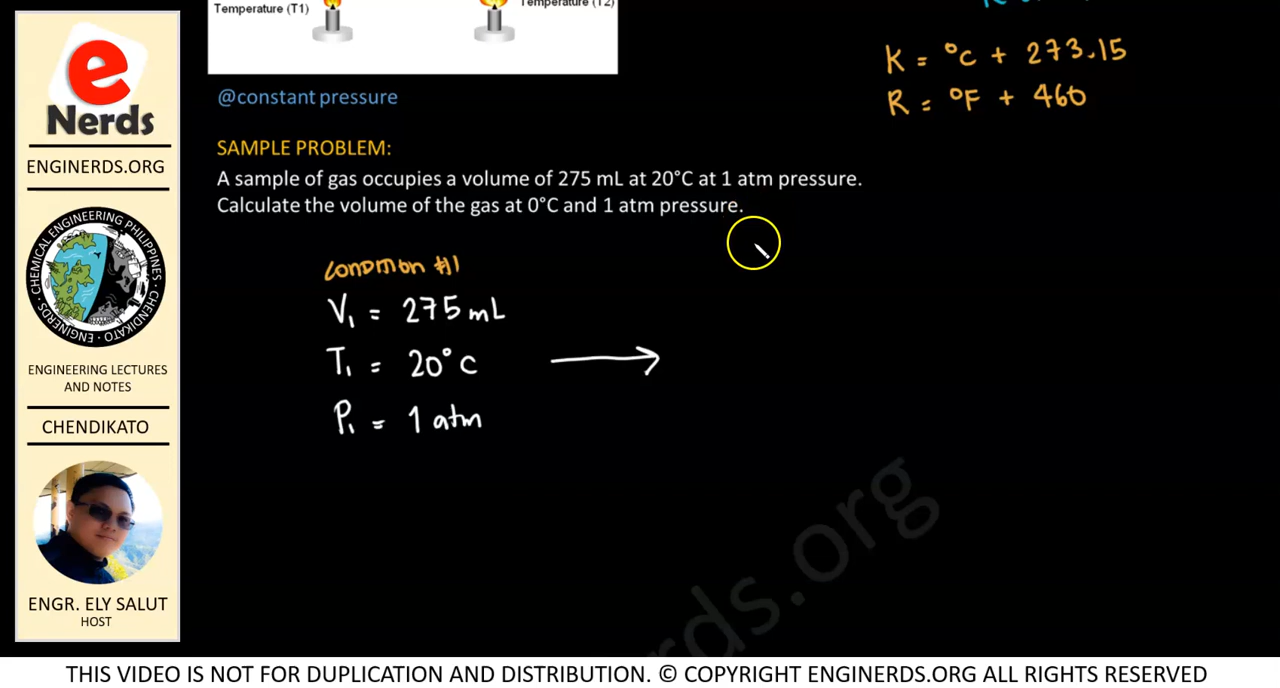 Temperature (T1)
Temperature (T2)
K = °C + 273.15
R = °F + 460
@constant pressure
SAMPLE PROBLEM:
A sample of gas occupies a volume of 275 mL at 20°C at 1 atm pressure.
Calculate the volume of the gas at 0°C and 1 atm pressure.
CONDITION #1
V₁ = 275 mL
T₁ = 20°C
P₁ = 1 atm
e
Nerds
ENGINERDS.ORG
CHEMICAL ENGINEERING PHILIPPINES
CHENDIKATO ENGINERDS.ORG
ENGINEERING LECTURES
AND NOTES
CHENDIKATO
ENGR. ELY SALUT
HOST
rds.org
THIS VIDEO IS NOT FOR DUPLICATION AND DISTRIBUTION. © COPYRIGHT ENGINERDS.ORG ALL RIGHTS RESERVED